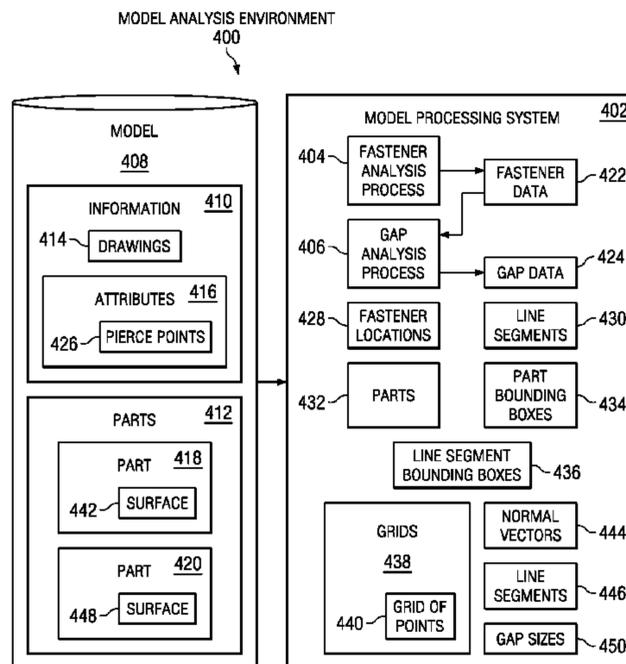 MODEL ANALYSIS ENVIRONMENT
400
MODEL
408
INFORMATION 410
414 DRAWINGS
ATTRIBUTES 416
426 PIERCE POINTS
PARTS 412
PART 418
442 SURFACE
PART 420
448 SURFACE
MODEL PROCESSING SYSTEM 402
404 FASTENER
ANALYSIS
PROCESS
FASTENER
DATA 422
406 GAP
ANALYSIS
PROCESS
GAP DATA 424
428 FASTENER
LOCATIONS
LINE
SEGMENTS 430
432 PARTS
PART
BOUNDING
BOXES 434
LINE SEGMENT
BOUNDING BOXES 436
GRIDS
438
440 GRID OF
POINTS
NORMAL
VECTORS 444
LINE
SEGMENTS 446
GAP SIZES 450